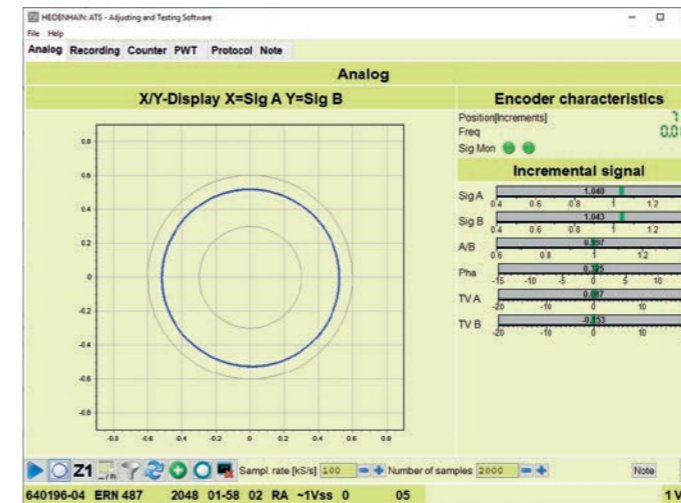 HEIDENHAIN: ATS - Adjusting and Testing Software
File Help
Analog Recording Counter PWT Protocol Note
Analog
X/Y-Display X=Sig A Y=Sig B
Encoder characteristics
Position[Increments] 7
Freq 0.0
Sig Mon
Incremental signal
Sig A 1.040
0.4 0.6 0.8 1 1.2
Sig B 1.043
0.4 0.6 0.8 1 1.2
A/B 0.997
0.6 0.8 1 1.2
Pha 0.325
-15 -10 -5 0 5 10
TV A 0.087
-20 -10 0 10
TV B -0.153
-20 -10 0 10
0.8
0.6
0.4
0.2
0
-0.2
-0.4
-0.6
-0.8
-0.8 -0.6 -0.4 -0.2 0 0.2 0.4 0.6 0.8
Z1 Sampl. rate [kS/s] 100 Number of samples 2000 Note
640196-04 ERN 487 2048 01-58 02 RA ~1Vss 0 05 1 V